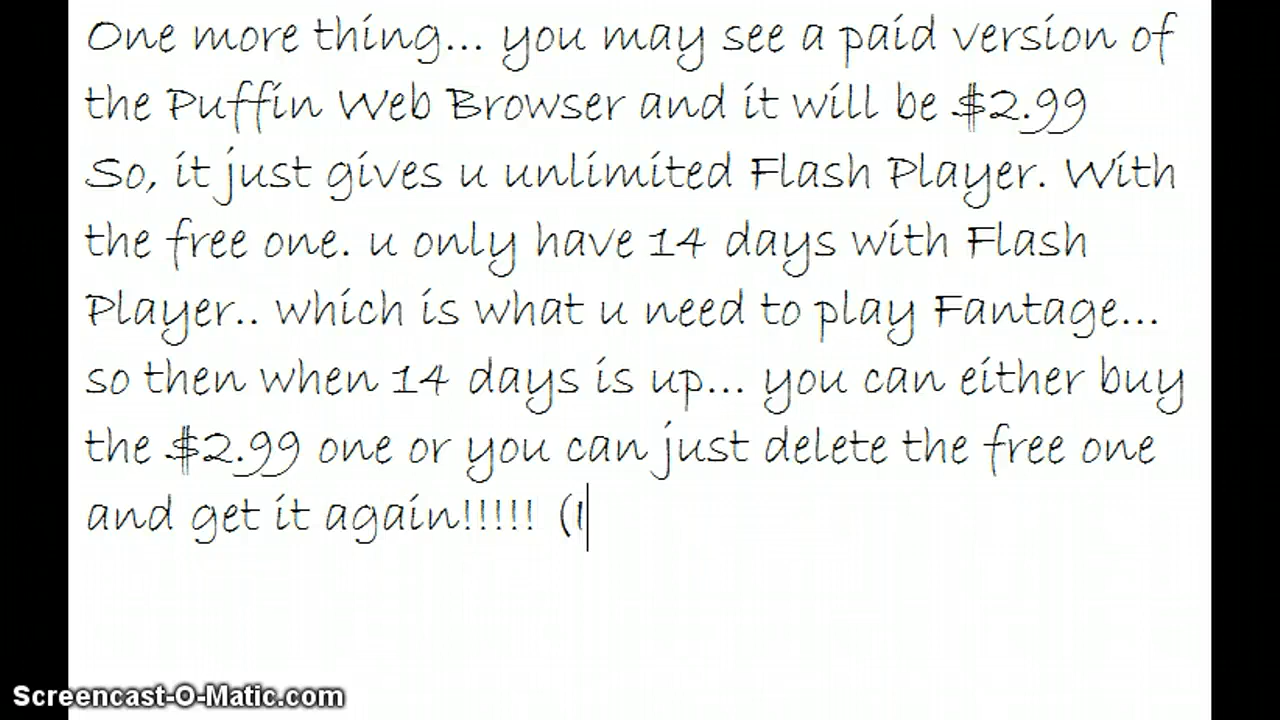 One more thing... you may see a paid version of
the Puffin Web Browser and it will be $2.99
So, it just gives u unlimited Flash Player. With
the free one. u only have 14 days with Flash
Player.. which is what u need to play Fantage...
so then when 14 days is up... you can either buy
the $2.99 one or you can just delete the free one
and get it again!!!!! (I
Screencast-O-Matic.com